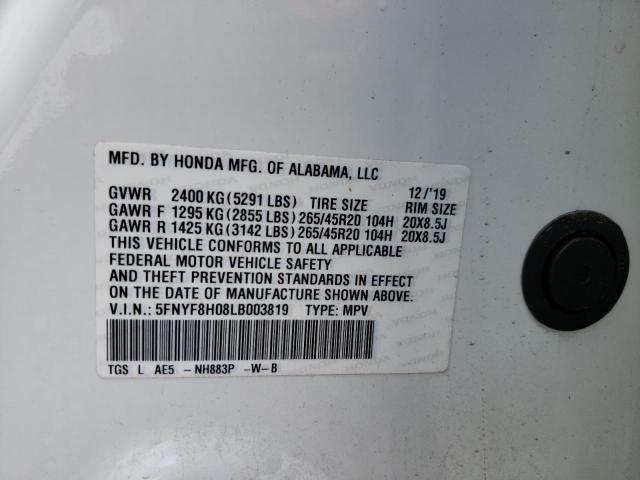 MFD. BY HONDA MFG. OF ALABAMA, LLC
GVWR 2400 KG (5291 LBS) TIRE SIZE 12/'19 RIM SIZE
GAWR F 1295 KG (2855 LBS) 265/45R20 104H 20X8.5J
GAWR R 1425 KG (3142 LBS) 265/45R20 104H 20X8.5J
THIS VEHICLE CONFORMS TO ALL APPLICABLE
FEDERAL MOTOR VEHICLE SAFETY
AND THEFT PREVENTION STANDARDS IN EFFECT
ON THE DATE OF MANUFACTURE SHOWN ABOVE.
V.I.N.: 5FNYF8H08LB003819 TYPE: MPV
TGS L AE5 -NH883P -W-B